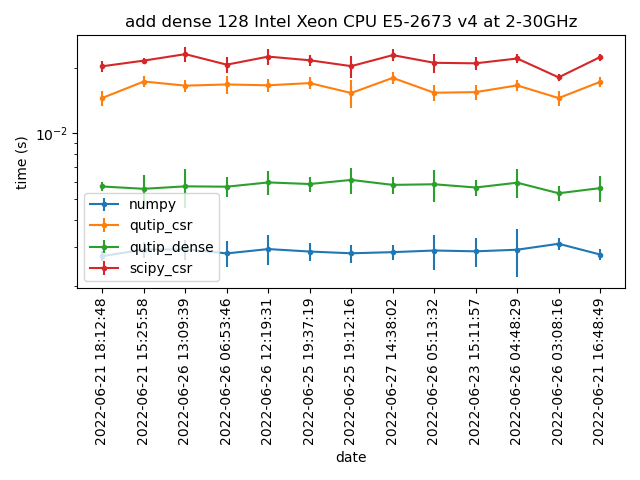 add dense 128 Intel Xeon CPU E5-2673 v4 at 2-30GHz
time (s)
10^-2
numpy
qutip_csr
qutip_dense
scipy_csr
2022-06-21 18:12:48
2022-06-21 15:25:58
2022-06-26 13:09:39
2022-06-26 06:53:46
2022-06-26 12:19:31
2022-06-25 19:37:19
2022-06-25 19:12:16
2022-06-27 14:38:02
2022-06-26 05:13:32
2022-06-23 15:11:57
2022-06-26 04:48:29
2022-06-26 03:08:16
2022-06-21 16:48:49
date